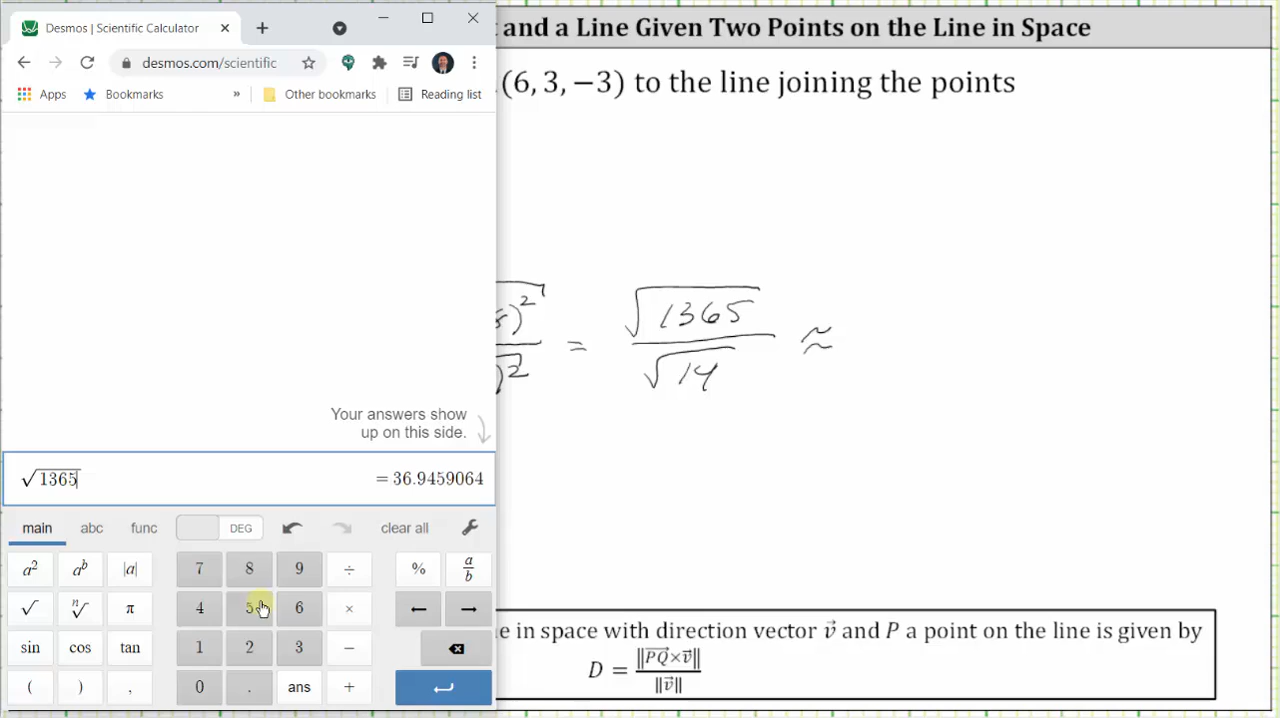 Desmos | Scientific Calculator
and a Line Given Two Points on the Line in Space
desmos.com/scientific
Apps
Bookmarks
»
Other bookmarks
Reading list
(6, 3, −3) to the line joining the points
)²
)²
=
√1365
√14
≈
Your answers show
up on this side.
√1365
= 36.9459064
main abc func DEG clear all
a² aᵇ |a| 7 8 9 ÷ % a/b
√ ⁿ√ π 4 5 6 × ← →
sin cos tan 1 2 3 −
( ) , 0 . ans +
e in space with direction vector v⃗ and P a point on the line is given by
D = ‖PQ⃗×v⃗‖ / ‖v⃗‖